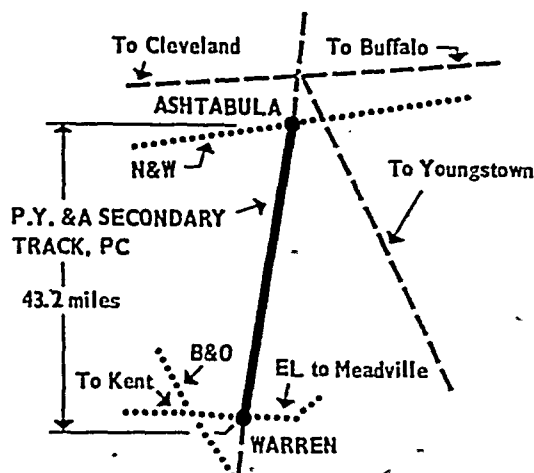 To Cleveland
To Buffalo
ASHTABULA
N&W
To Youngstown
P.Y. &A SECONDARY
TRACK, PC
43.2 miles
B&O
To Kent
EL to Meadville
WARREN